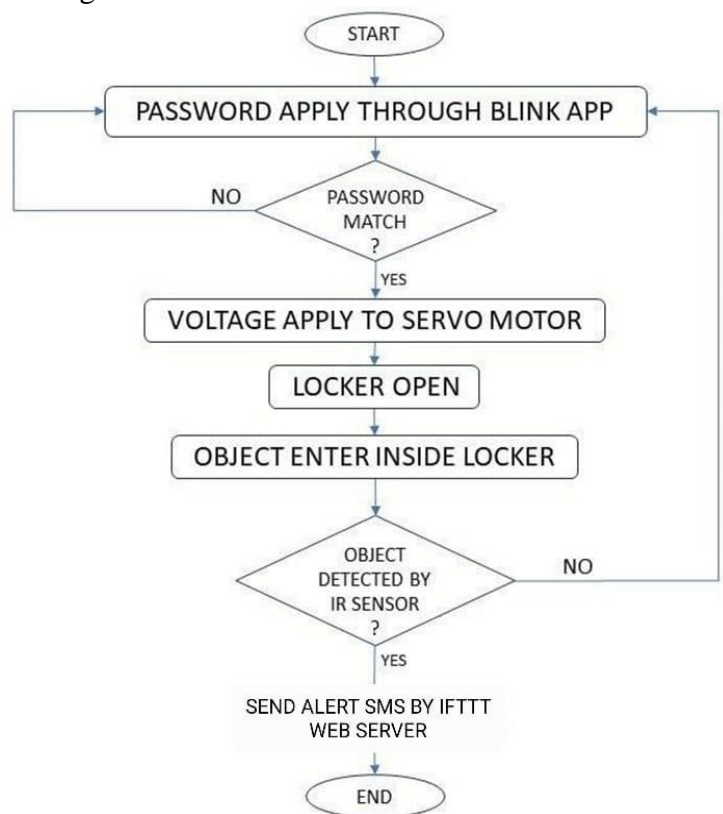 START
PASSWORD APPLY THROUGH BLINK APP
NO
PASSWORD
MATCH
?
YES
VOLTAGE APPLY TO SERVO MOTOR
LOCKER OPEN
OBJECT ENTER INSIDE LOCKER
OBJECT
DETECTED BY
IR SENSOR
?
NO
YES
SEND ALERT SMS BY IFTTT
WEB SERVER
END